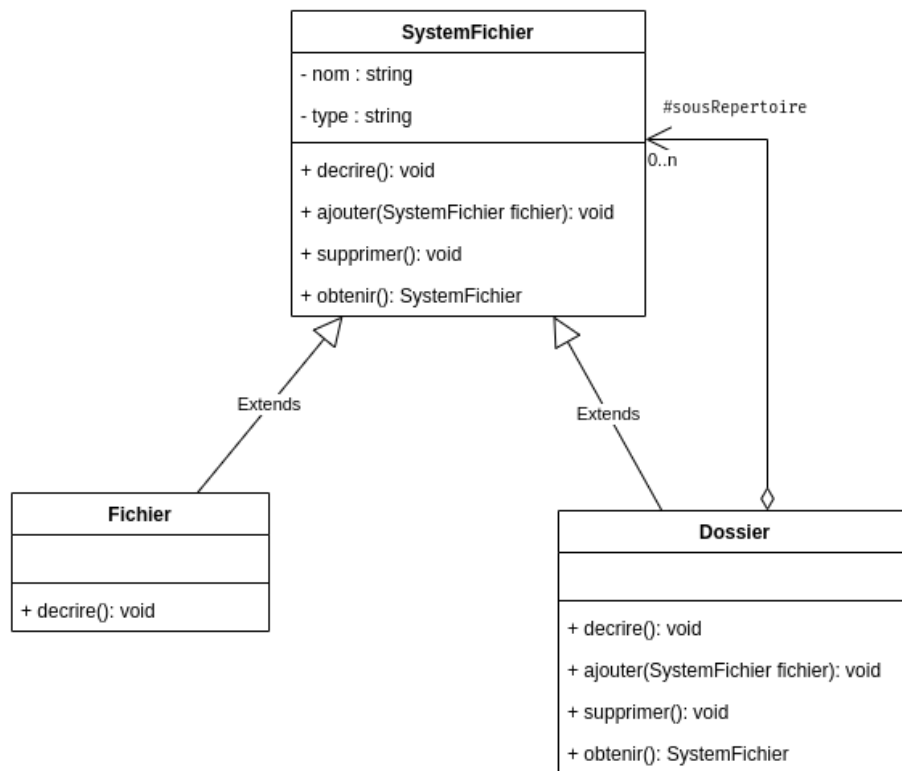 SystemFichier
- nom : string
- type : string
#sousRepertoire
0..n
+ decrire(): void
+ ajouter(SystemFichier fichier): void
+ supprimer(): void
+ obtenir(): SystemFichier
Extends
Extends
Fichier
+ decrire(): void
Dossier
+ decrire(): void
+ ajouter(SystemFichier fichier): void
+ supprimer(): void
+ obtenir(): SystemFichier